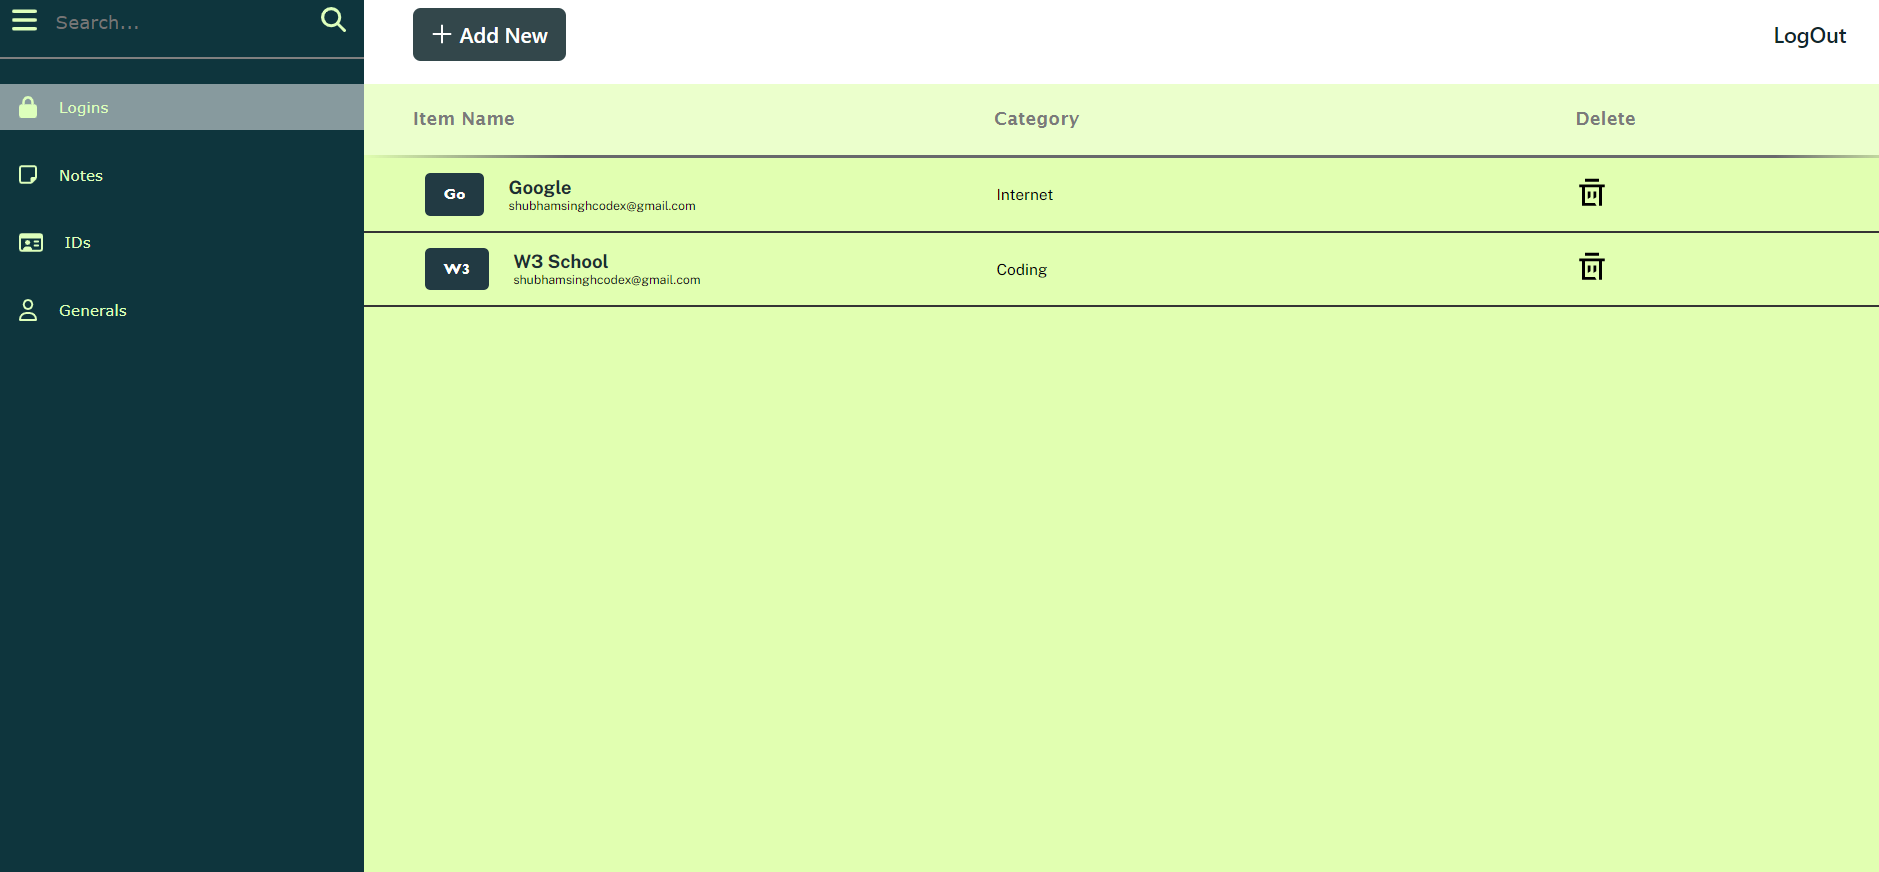 Search...
Add New
LogOut
Logins
Notes
IDs
Generals
Item Name
Category
Delete
Go
Google
shubhamsinghcodex@gmail.com
Internet
W3
W3 School
shubhamsinghcodex@gmail.com
Coding